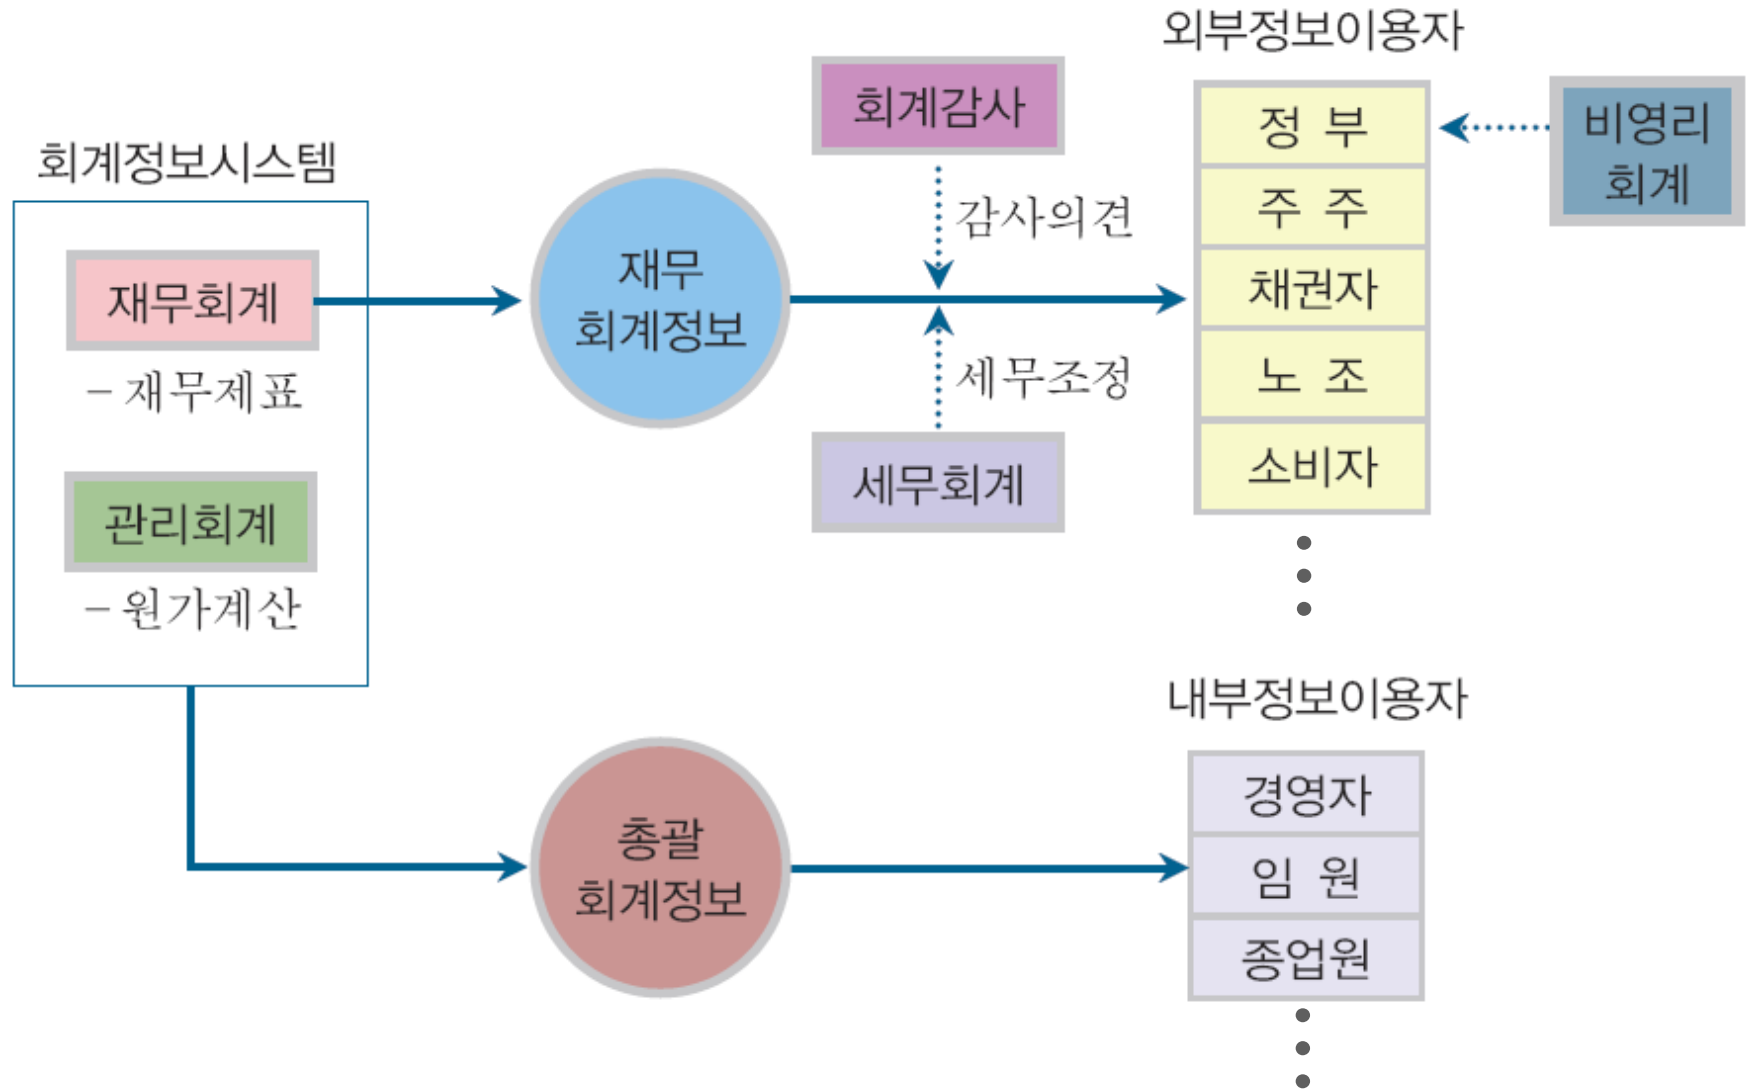 회계정보시스템
재무회계
– 재무제표
관리회계
– 원가계산
재무
회계정보
총괄
회계정보
회계감사
감사의견
세무조정
세무회계
외부정보이용자
정 부
주 주
채권자
노 조
소비자
비영리
회계
내부정보이용자
경영자
임 원
종업원